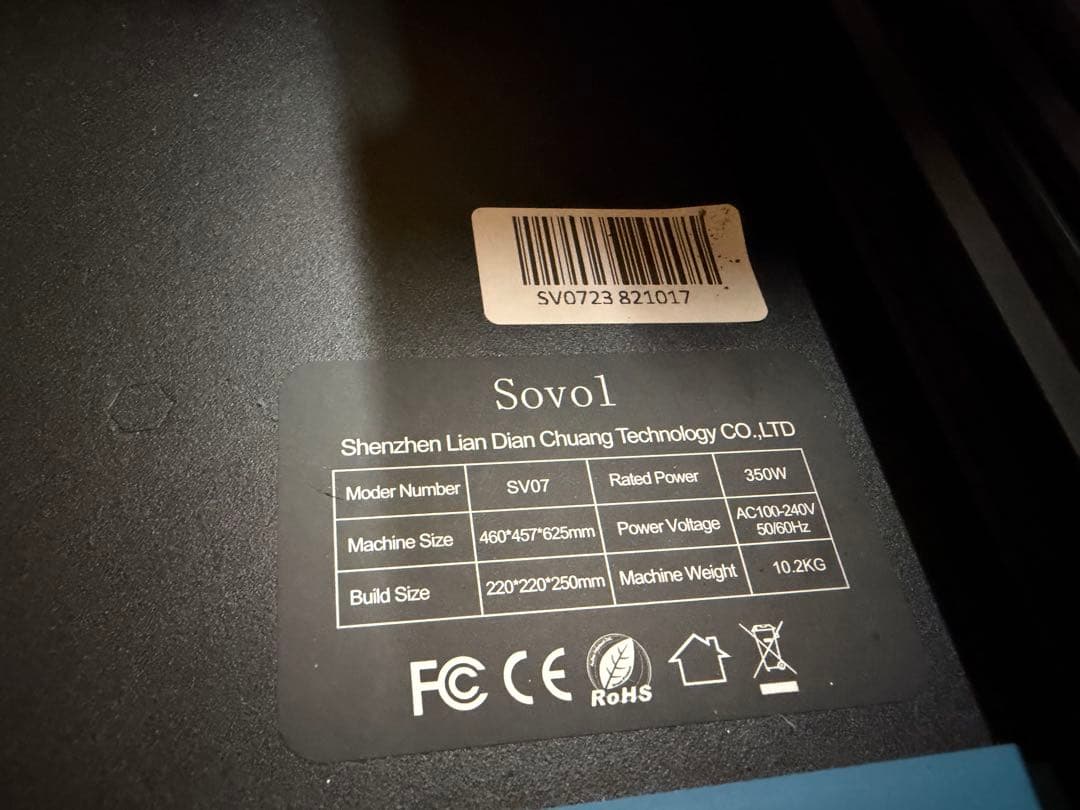 SV0723 821017
Sovol
Shenzhen Lian Dian Chuang Technology CO.,LTD
Moder Number SV07 Rated Power 350W
Machine Size 460*457*625mm Power Voltage AC100-240V 50/60Hz
Build Size 220*220*250mm Machine Weight 10.2KG
FC CE RoHS